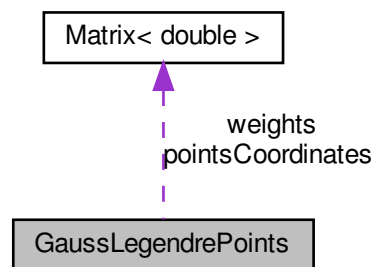 Matrix< double >
weights
pointsCoordinates
GaussLegendrePoints